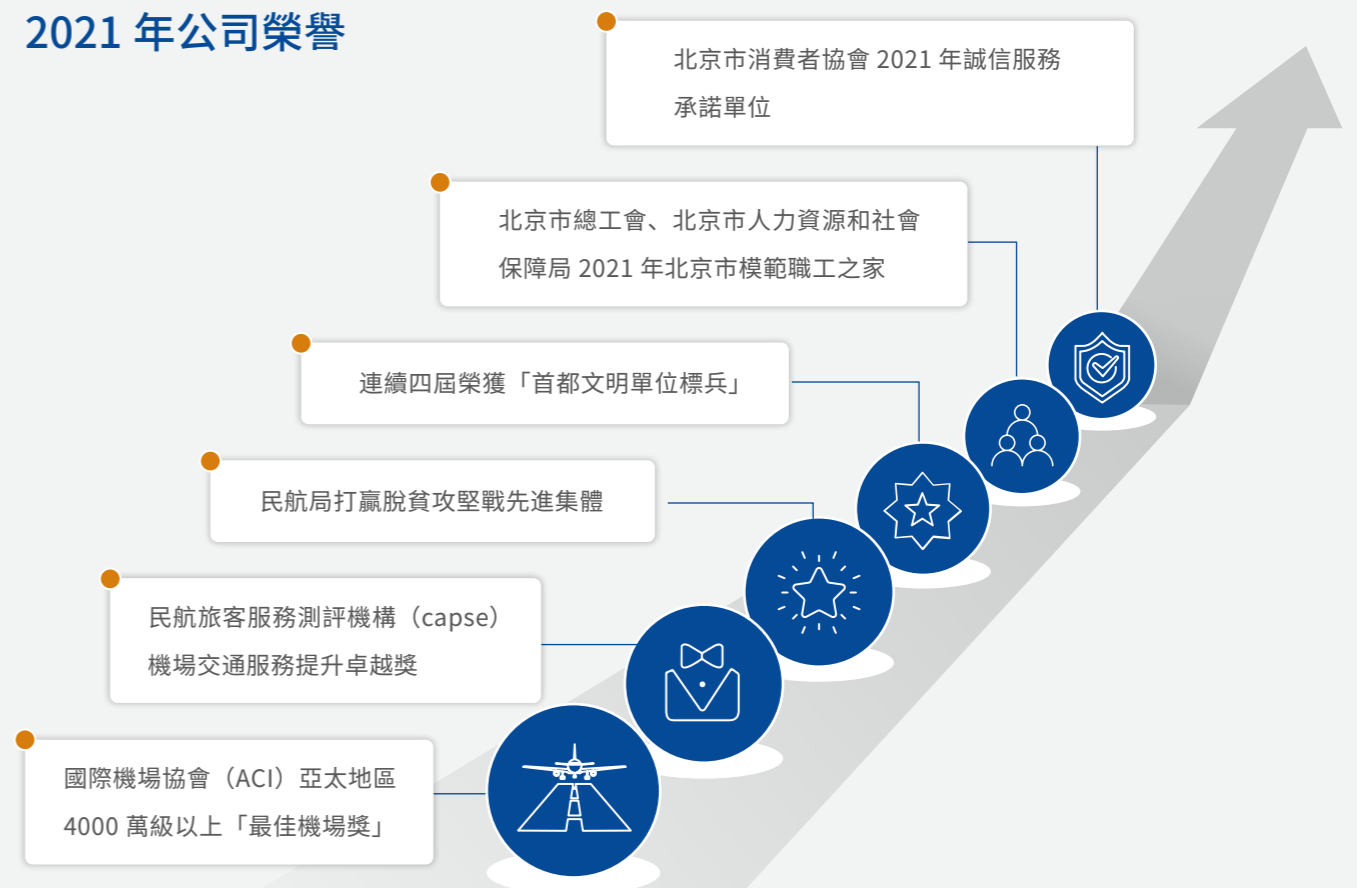 2021 年公司榮譽
北京市消費者協會 2021 年誠信服務
承諾單位
北京市總工會、北京市人力資源和社會
保障局 2021 年北京市模範職工之家
連續四屆榮獲「首都文明單位標兵」
民航局打贏脫貧攻堅戰先進集體
民航旅客服務測評機構（capse）
機場交通服務提升卓越獎
國際機場協會（ACI）亞太地區
4000 萬級以上「最佳機場獎」